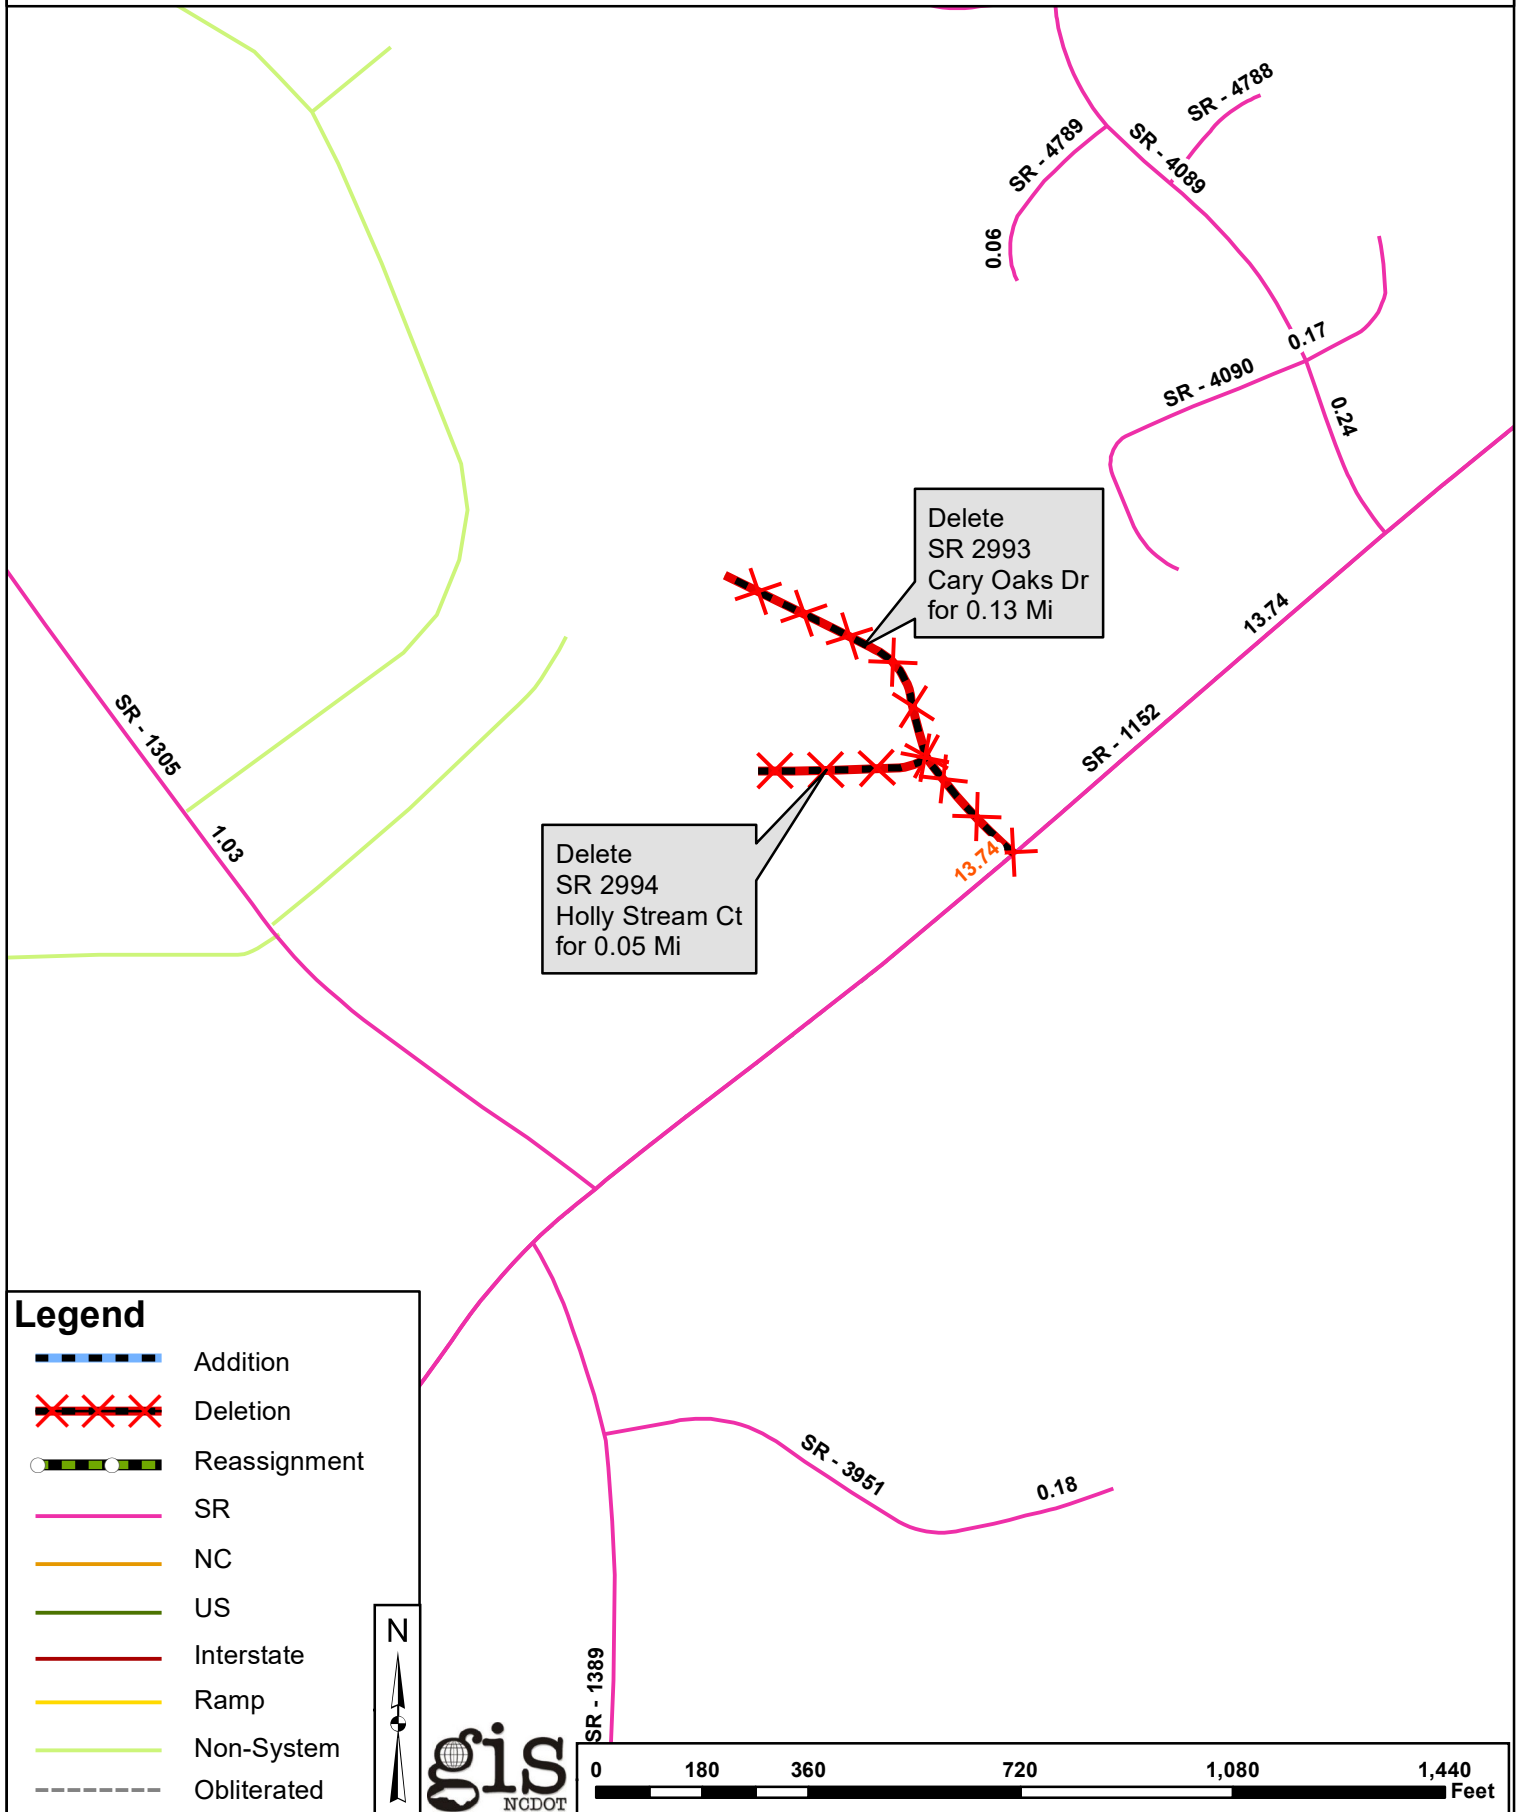 SR - 4788
SR - 4789
SR - 4089
0.06
0.17
SR - 4090
0.24
Delete
SR 2993
Cary Oaks Dr
for 0.13 Mi
13.74
SR - 1152
SR - 1305
1.03
13.74
Delete
SR 2994
Holly Stream Ct
for 0.05 Mi
SR - 3951
0.18
SR - 1389
Legend
Addition
Deletion
Reassignment
SR
NC
US
Interstate
Ramp
Non-System
Obliterated
N
gis
NCDOT
0 180 360 720 1,080 1,440
Feet